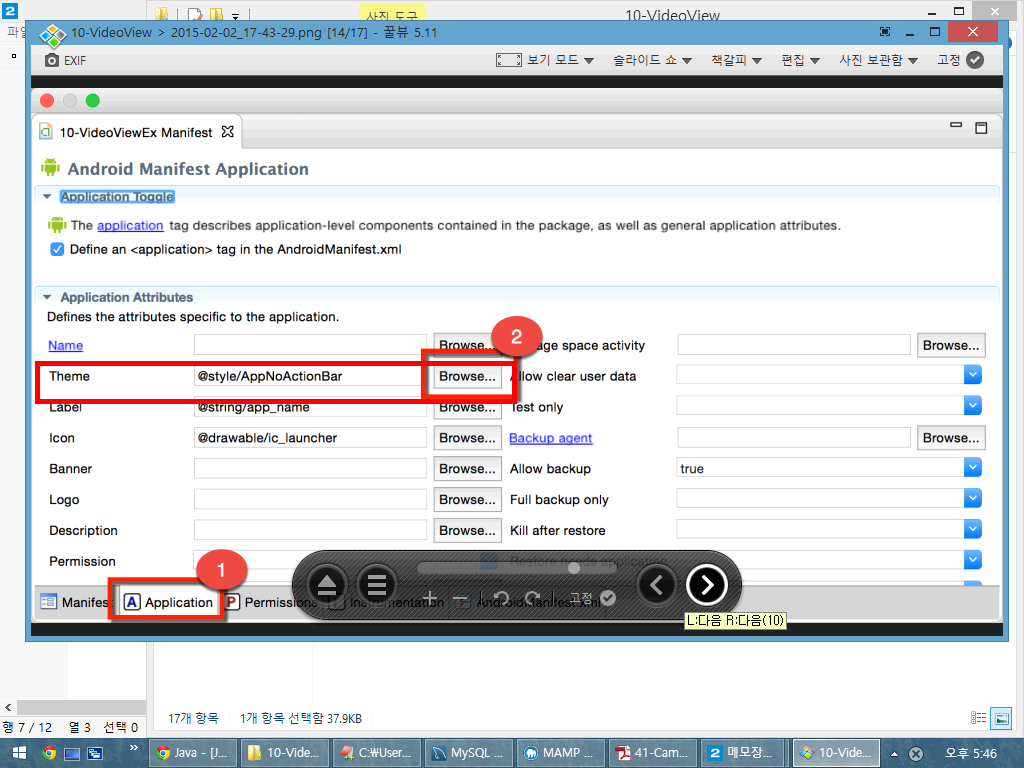 2
사진 도구
10-VideoView
10-VideoView > 2015-02-02_17-43-29.png [14/17] - 꿀뷰 5.11
EXIF
보기 모드
슬라이드 쇼
책갈피
편집
사진 보관함
고정
10-VideoViewEx Manifest
Android Manifest Application
Application Toggle
The application tag describes application-level components contained in the package, as well as general application attributes.
Define an <application> tag in the AndroidManifest.xml
Application Attributes
Defines the attributes specific to the application.
2
Name Browse... space activity Browse...
Theme @style/AppNoActionBar Browse... Allow clear user data
Label @string/app_name Browse... Test only
Icon @drawable/ic_launcher Browse... Backup agent Browse...
Banner Browse... Allow backup true
Logo Browse... Full backup only
Description Browse... Kill after restore
Permission Restore needs application
1
A Application P Permissions Instrumentation
고정
L:다음 R:다음(10)
17개 항목 1개 항목 선택함 37.9KB
행 7 / 12 열 3 선택 0
Java - [J...
10-Vide...
C:₩User...
MySQL ...
MAMP ...
41-Cam...
2 메모장...
10-Vide...
오후 5:46